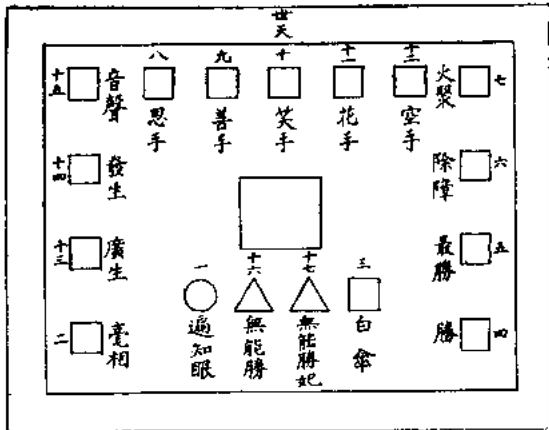 世天
十五 音聲
八 思手
九 善手
十 笑手
十一 花手
十二 空手
七 火聚
十四 發生
六 除障
十三 廣生
五 最勝
二 毫相
一 遍知眼
十六 無能勝
十七 無能勝妃
三 白傘
四 勝